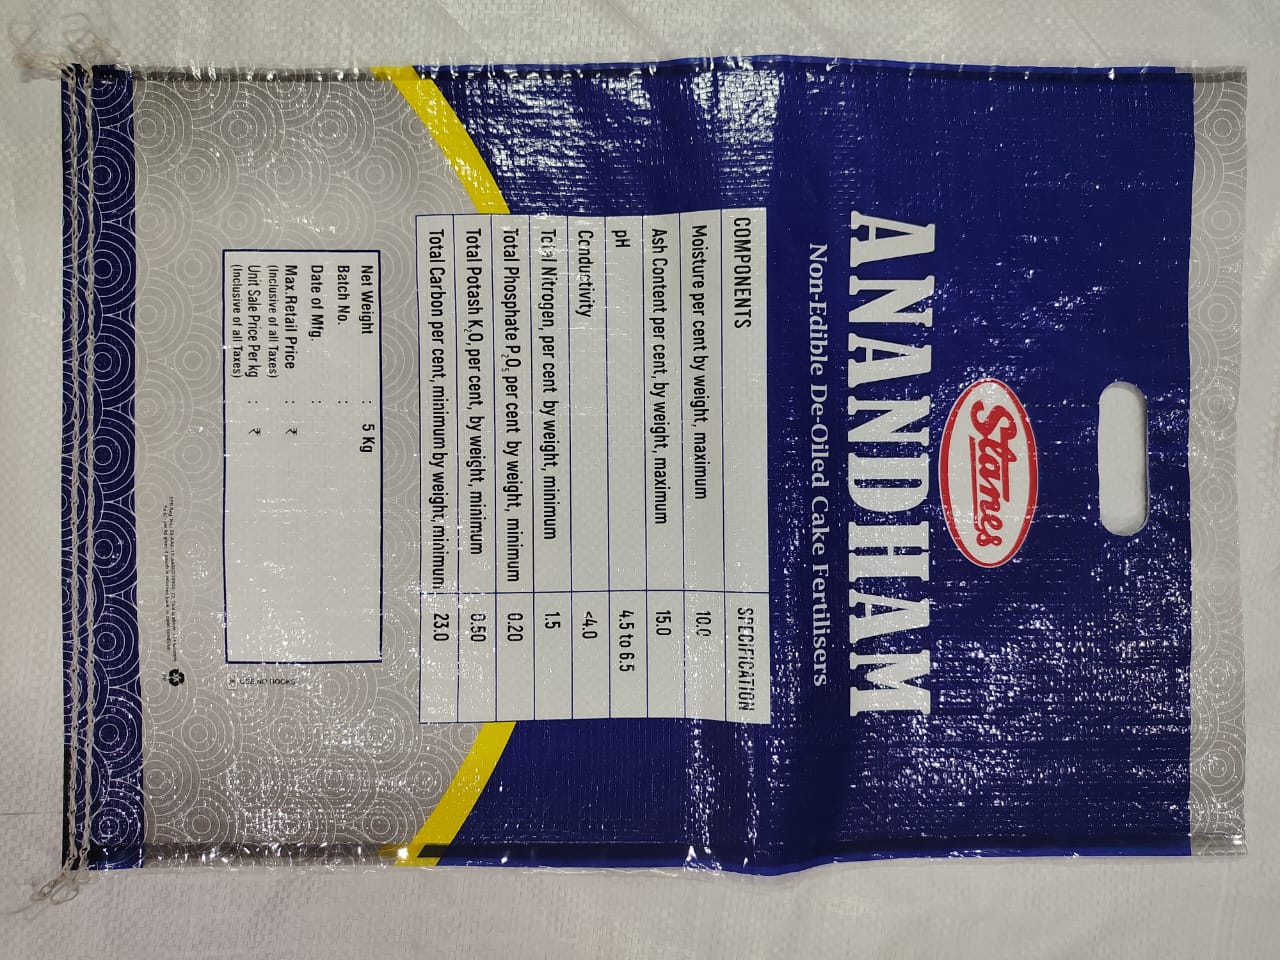 Stanes
ANANDHAM
Non-Edible De-Oiled Cake Fertilisers
COMPONENTS SPECIFICATION
Moisture per cent by weight, maximum 10.0
Ash Content per cent, by weight, maximum 15.0
pH 4.5 to 6.5
Conductivity <4.0
Total Nitrogen, per cent by weight, minimum 1.5
Total Phosphate P₂O₅ per cent by weight, minimum 0.20
Total Potash K₂O, per cent, by weight, minimum 0.50
Total Carbon per cent, minimum by weight, minimum 23.0
Net Weight : 5 Kg
Batch No. :
Date of Mfg. :
Max.Retail Price : ₹
(Inclusive of all Taxes)
Unit Sale Price Per kg : ₹
(Inclusive of all Taxes)
USE NO HOOKS